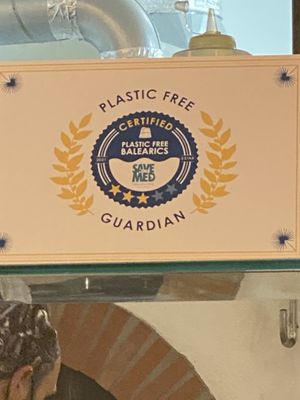 PLASTIC FREE
CERTIFIED
PLASTIC FREE
BALEARICS
SAVE
MED
GUARDIAN